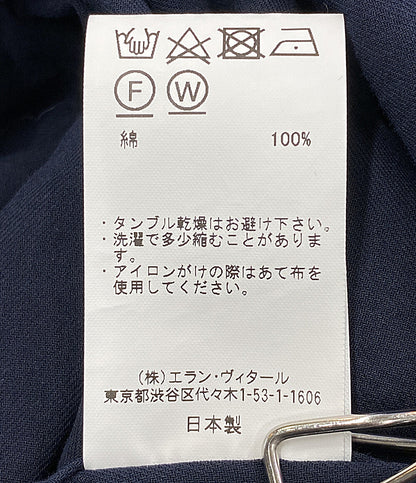 F W
綿 100%
・タンブル乾燥はお避け下さい。
・洗濯で多少縮むことがありま
す。
・アイロンがけの際はあて布を
使用してください。
(株)エラン・ヴィタール
東京都渋谷区代々木1-53-1-1606
日本製